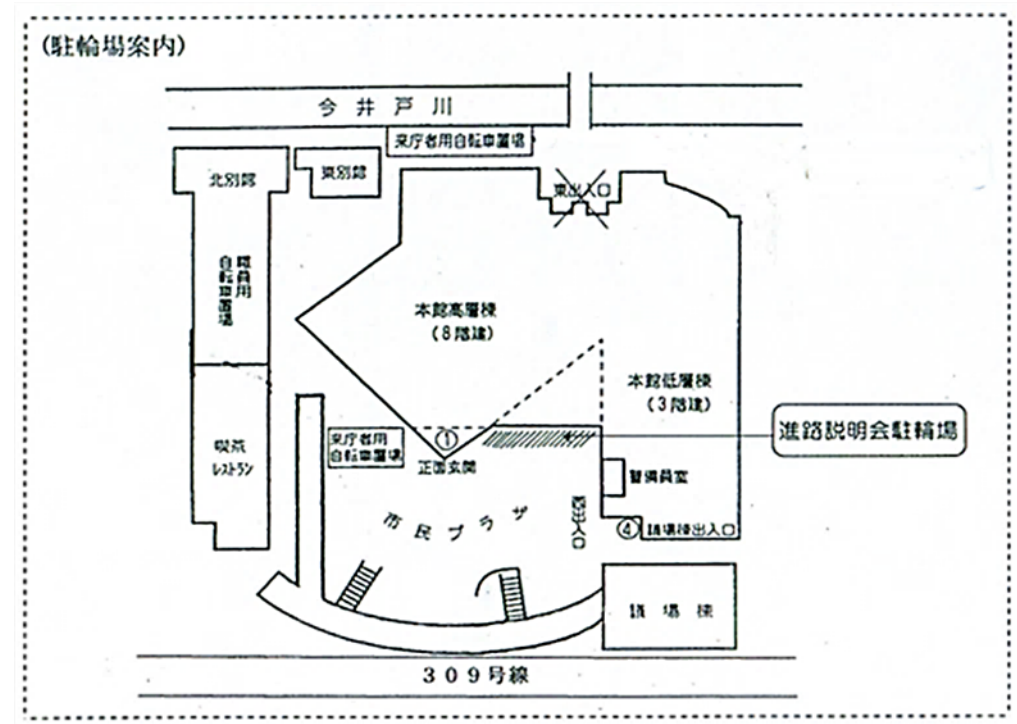 (駐輪場案内)
今井戸川
来庁者用自転車置場
北別館
東別館
東出入口
職員用
自転車置場
本館高層棟
(8階建)
本館低層棟
(3階建)
進路説明会駐輪場
喫茶
レストラン
来庁者用
自転車置場
①
正面玄関
警備員室
市民プラザ
西出入口
④
議場棟出入口
議場棟
309号線